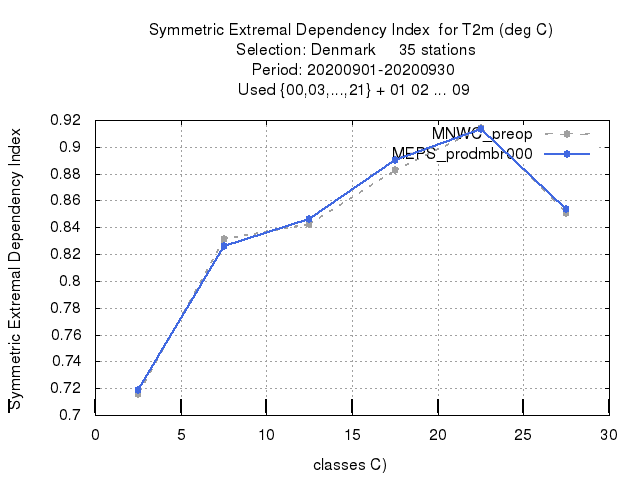 Symmetric Extremal Dependency Index  for T2m (deg C)
Selection: Denmark     35 stations
Period: 20200901-20200930
Used {00,03,...,21} + 01 02 ... 09
Symmetric Extremal Dependency Index
0.92
0.9
0.88
0.86
0.84
0.82
0.8
0.78
0.76
0.74
0.72
0.7
MNWC_preop
MEPS_prodmbr000
0 5 10 15 20 25 30
classes C)